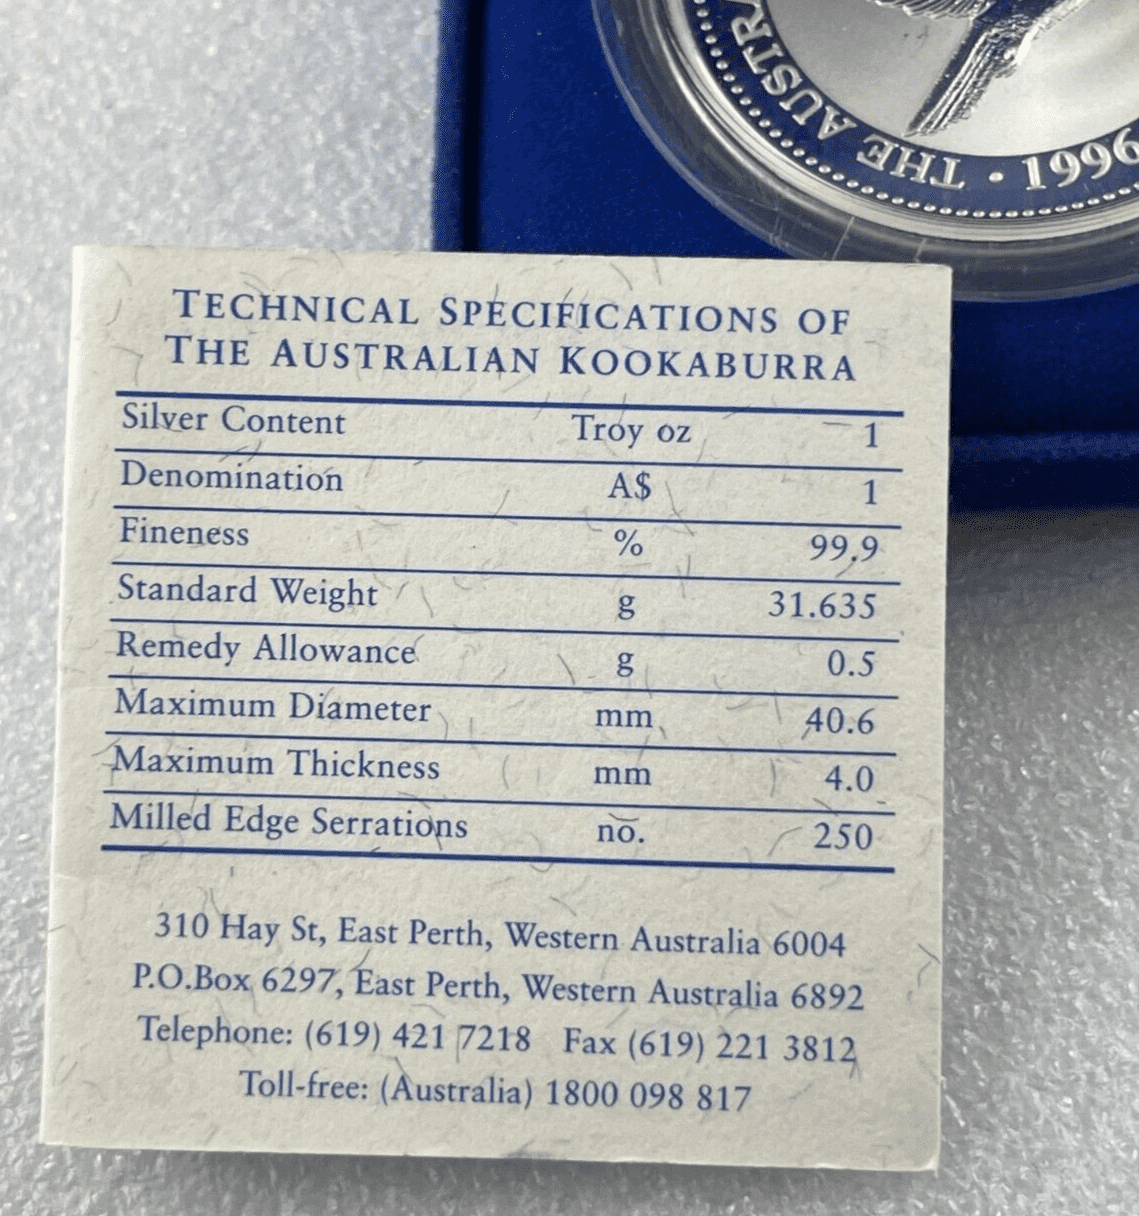 THE AUSTRA
· 1996
TECHNICAL SPECIFICATIONS OF
THE AUSTRALIAN KOOKABURRA
Silver Content Troy oz 1
Denomination A$ 1
Fineness % 99.9
Standard Weight g 31.635
Remedy Allowance g 0.5
Maximum Diameter mm 40.6
Maximum Thickness mm 4.0
Milled Edge Serrations no. 250
310 Hay St, East Perth, Western Australia 6004
P.O.Box 6297, East Perth, Western Australia 6892
Telephone: (619) 421 7218 Fax (619) 221 3812
Toll-free: (Australia) 1800 098 817